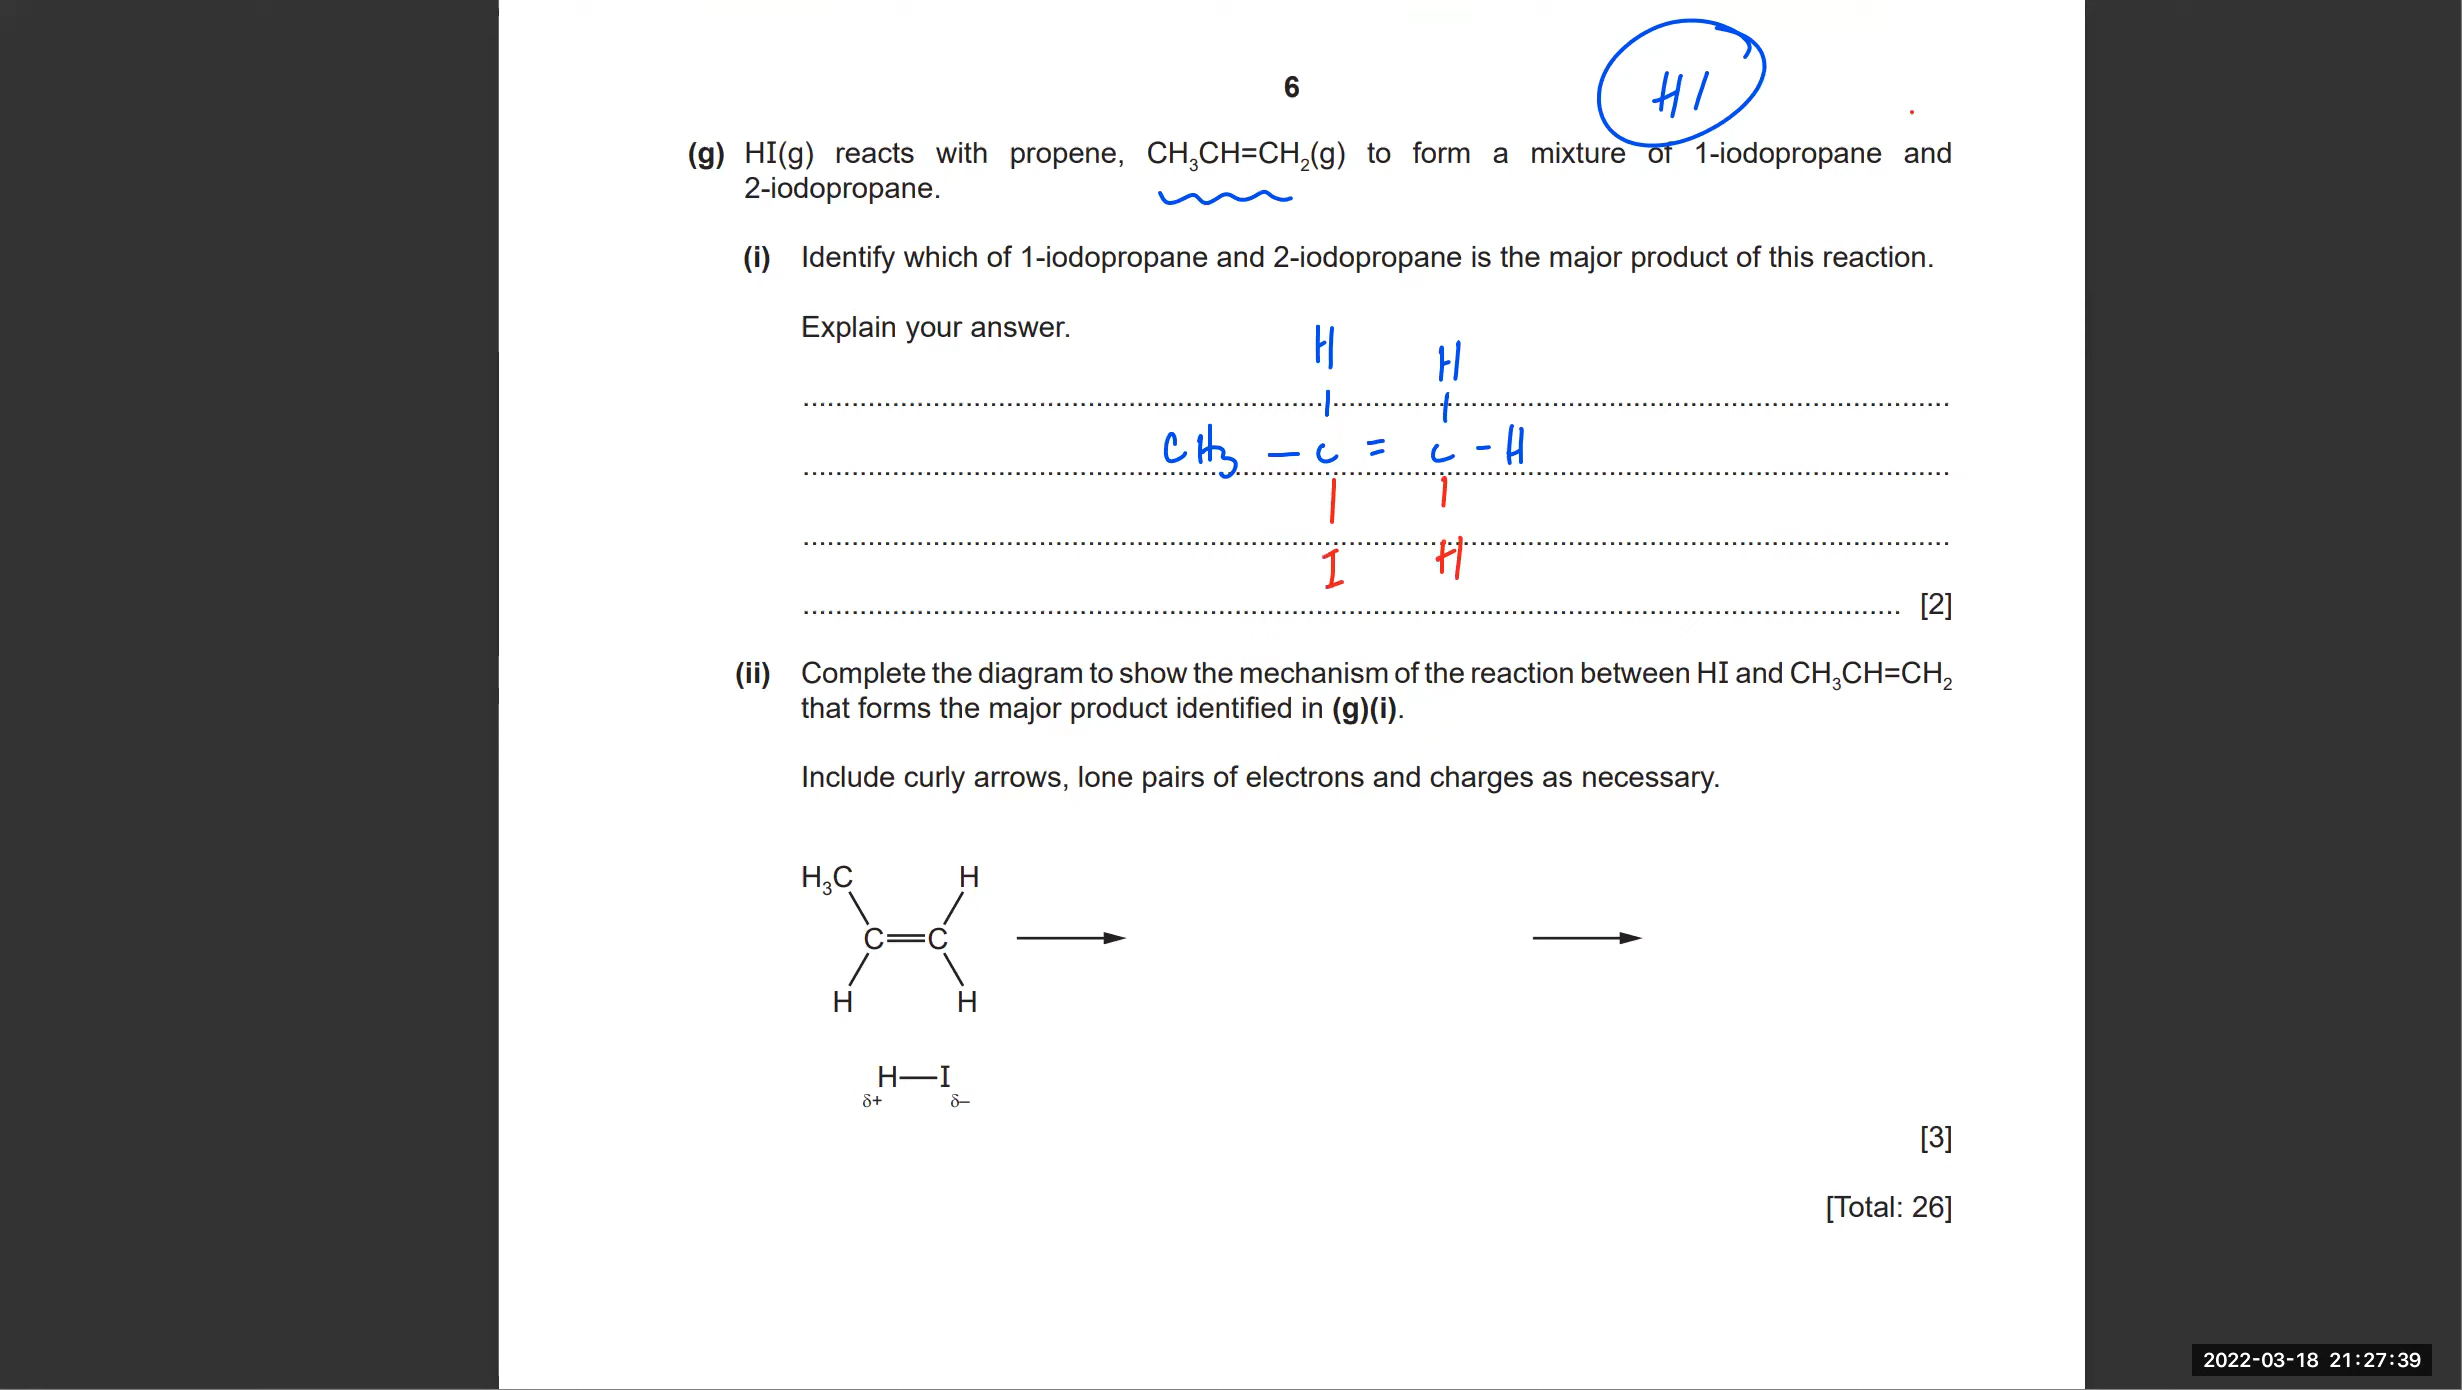 6
HI
(g) HI(g) reacts with propene, CH₃CH=CH₂(g) to form a mixture of 1-iodopropane and
2-iodopropane.
(i) Identify which of 1-iodopropane and 2-iodopropane is the major product of this reaction.
Explain your answer.
H H
CH₃ – C = C - H
I H
[2]
(ii) Complete the diagram to show the mechanism of the reaction between HI and CH₃CH=CH₂
that forms the major product identified in (g)(i).
Include curly arrows, lone pairs of electrons and charges as necessary.
H₃C H
C=C
H H
H—I
δ+ δ–
[3]
[Total: 26]
2022-03-18 21:27:39